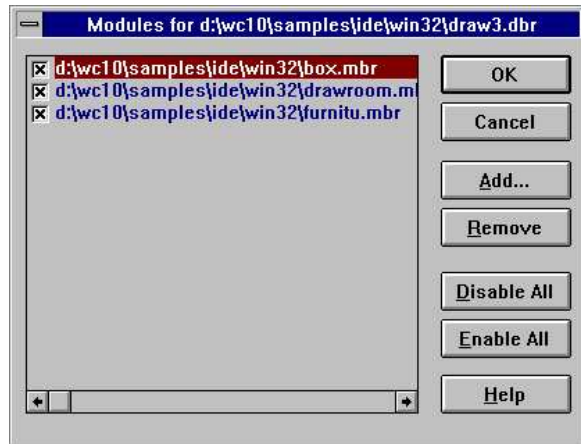 Modules for d:\wc10\samples\ide\win32\draw3.dbr
d:\wc10\samples\ide\win32\box.mbr
d:\wc10\samples\ide\win32\drawroom.ml
d:\wc10\samples\ide\win32\furnitu.mbr
OK
Cancel
Add...
Remove
Disable All
Enable All
Help